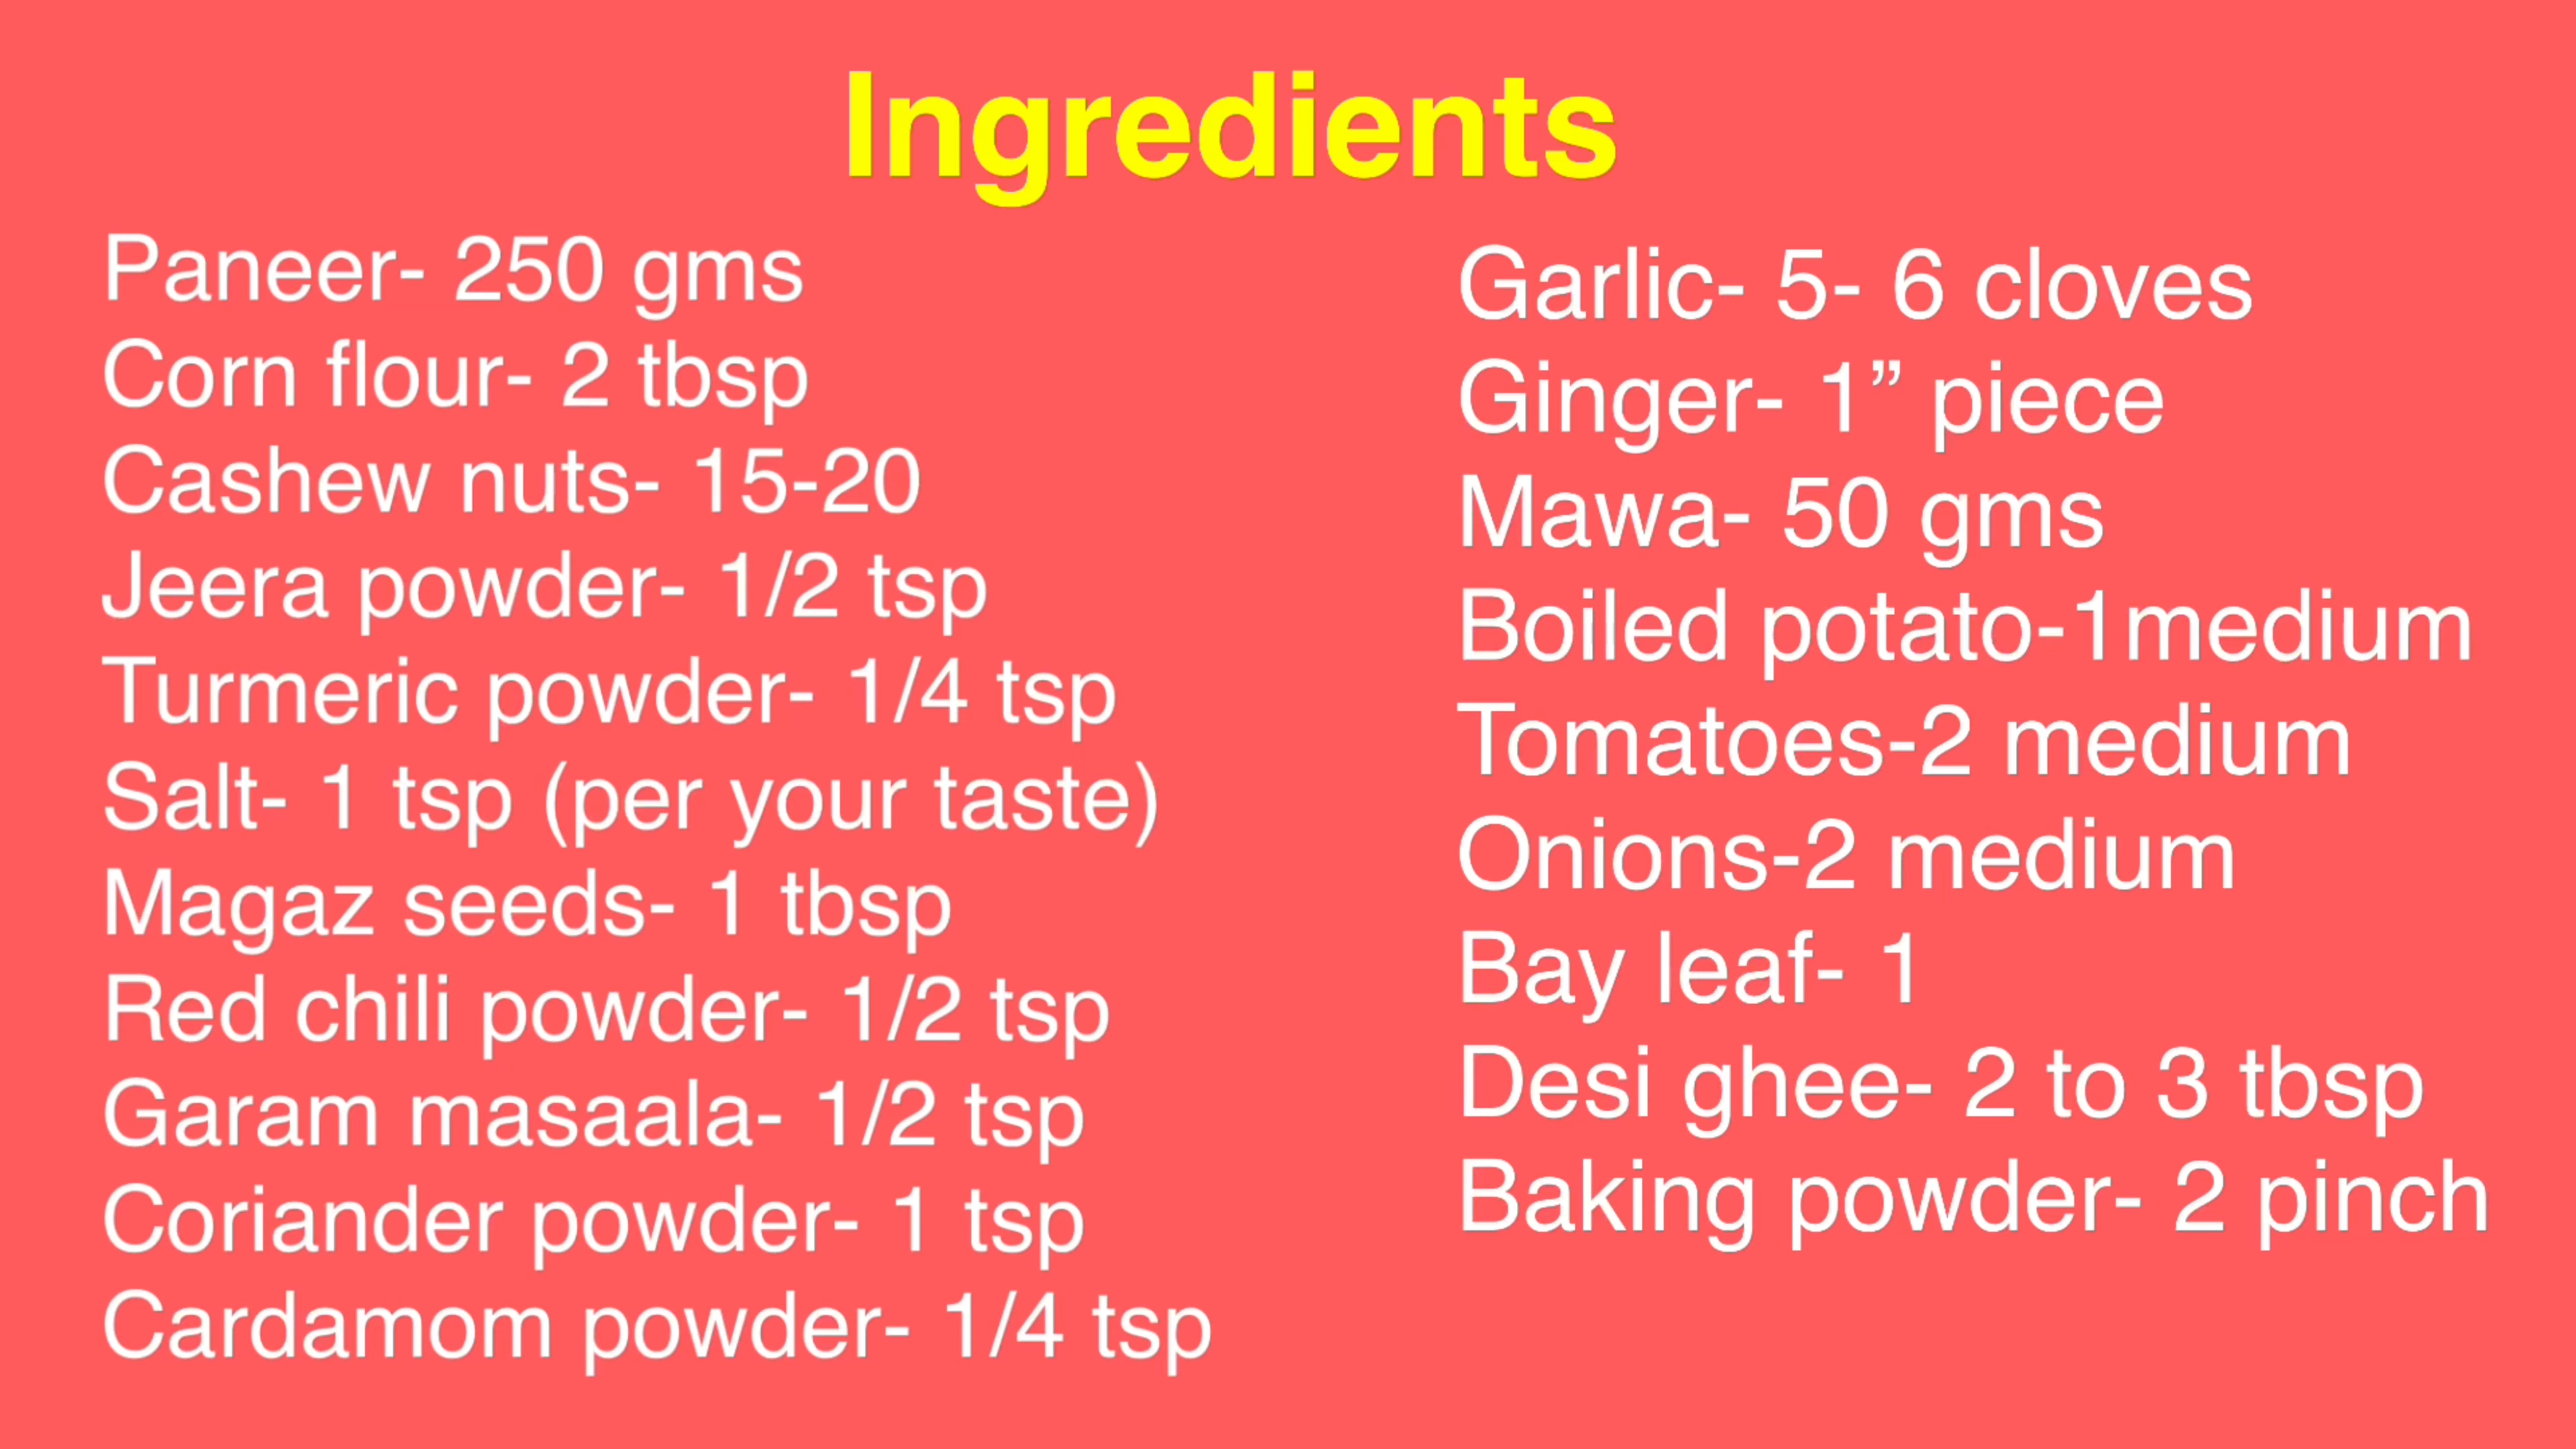 Ingredients
Paneer- 250 gms
Corn flour- 2 tbsp
Cashew nuts- 15-20
Jeera powder- 1/2 tsp
Turmeric powder- 1/4 tsp
Salt- 1 tsp (per your taste)
Magaz seeds- 1 tbsp
Red chili powder- 1/2 tsp
Garam masaala- 1/2 tsp
Coriander powder- 1 tsp
Cardamom powder- 1/4 tsp
Garlic- 5- 6 cloves
Ginger- 1” piece
Mawa- 50 gms
Boiled potato-1medium
Tomatoes-2 medium
Onions-2 medium
Bay leaf- 1
Desi ghee- 2 to 3 tbsp
Baking powder- 2 pinch